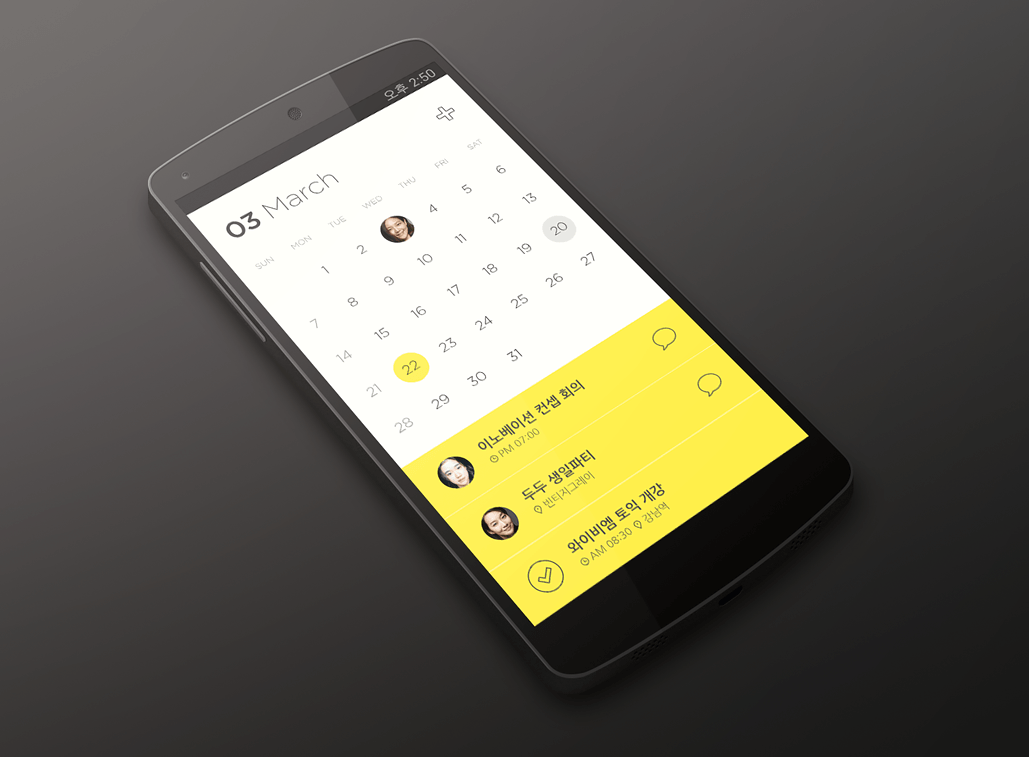 오후 2:50
03 March
SUN MON TUE WED THU FRI SAT
1 2 4 5 6
7 8 9 10 11 12 13
14 15 16 17 18 19 20
21 22 23 24 25 26 27
28 29 30 31
이노베이션 컨셉 회의
PM 07:00
두두 생일파티
빈티지그레이
와이비엠 토익 개강
AM 08:30 강남역